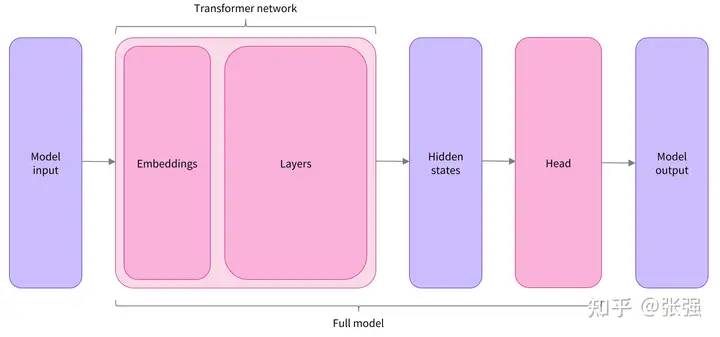 Transformer network
Model
input
Embeddings
Layers
Hidden
states
Head
Model
output
Full model
知乎 @张强